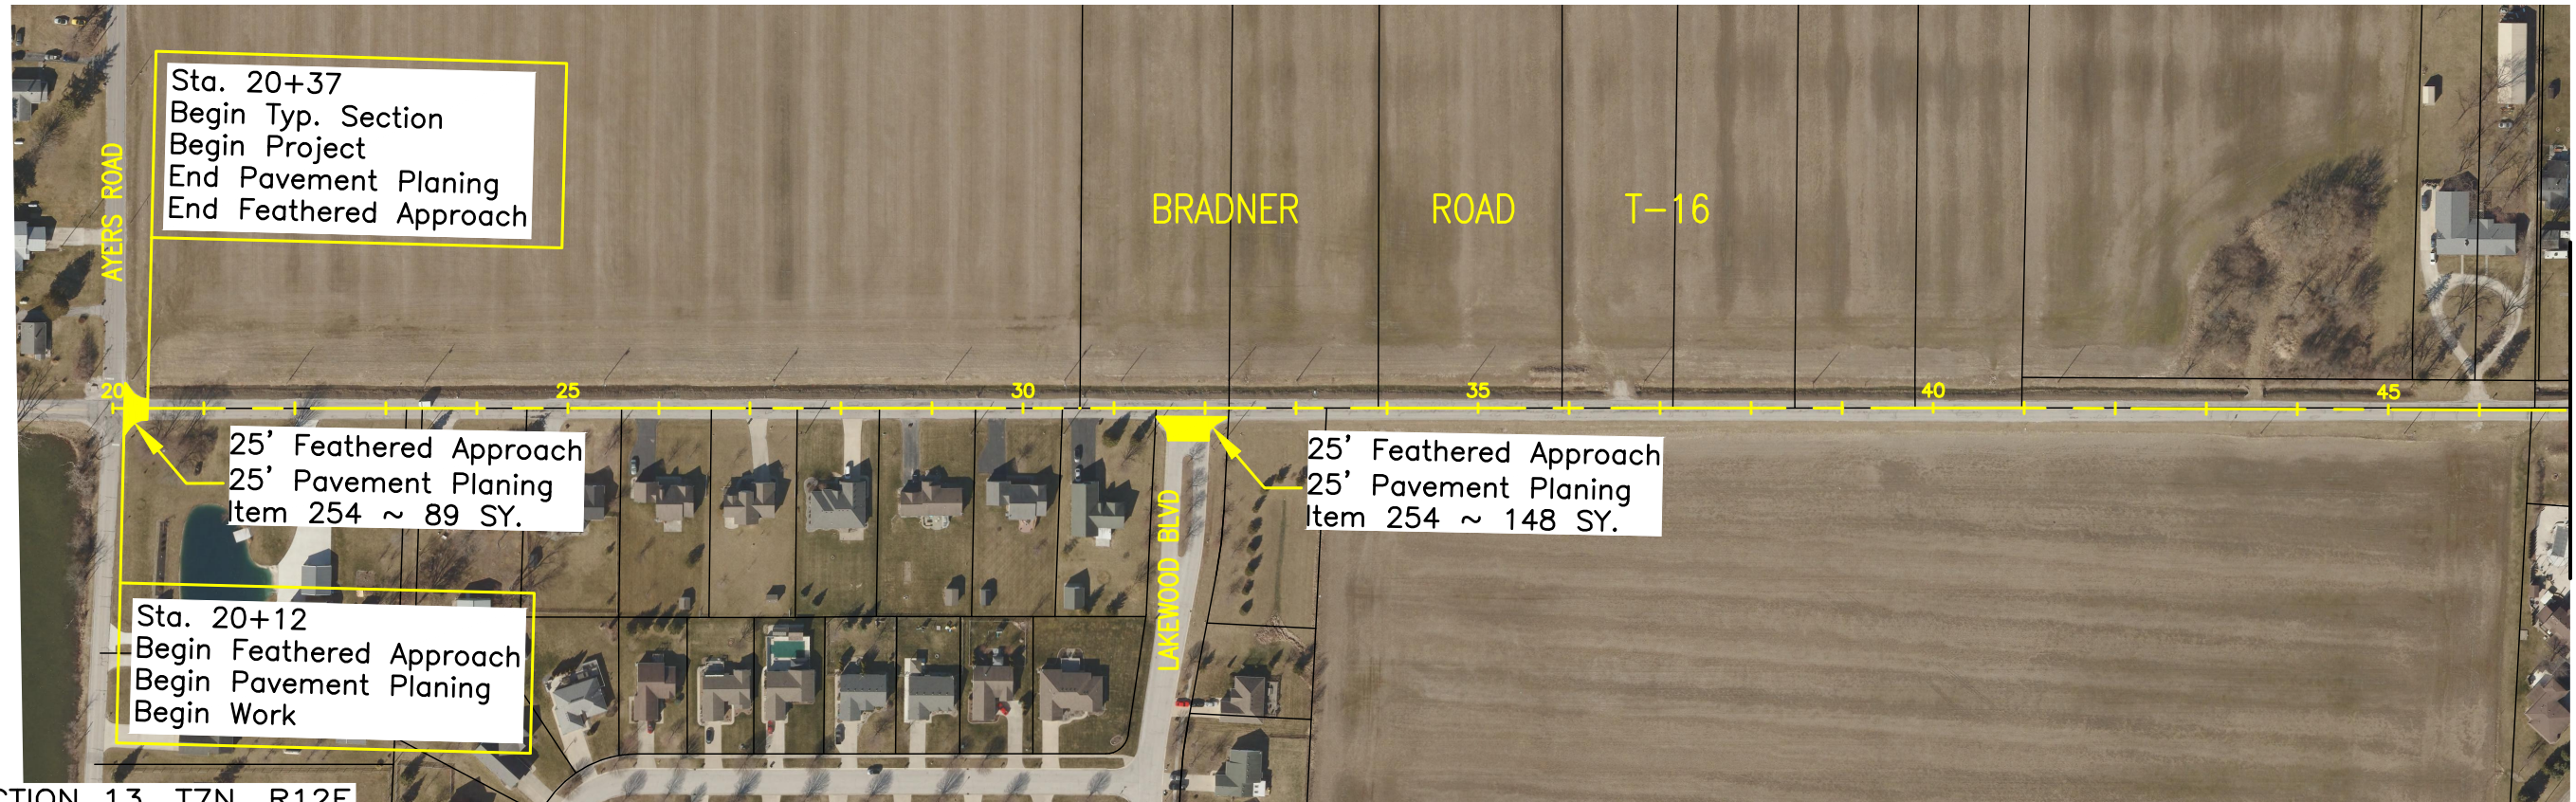 Sta. 20+37
Begin Typ. Section
Begin Project
End Pavement Planing
End Feathered Approach
AYERS ROAD
BRADNER ROAD T-16
20 25 30 35 40 45
25' Feathered Approach
25' Pavement Planing
Item 254 ~ 89 SY.
25' Feathered Approach
25' Pavement Planing
Item 254 ~ 148 SY.
LAKEWOOD BLVD
Sta. 20+12
Begin Feathered Approach
Begin Pavement Planing
Begin Work
13 T7N R12E